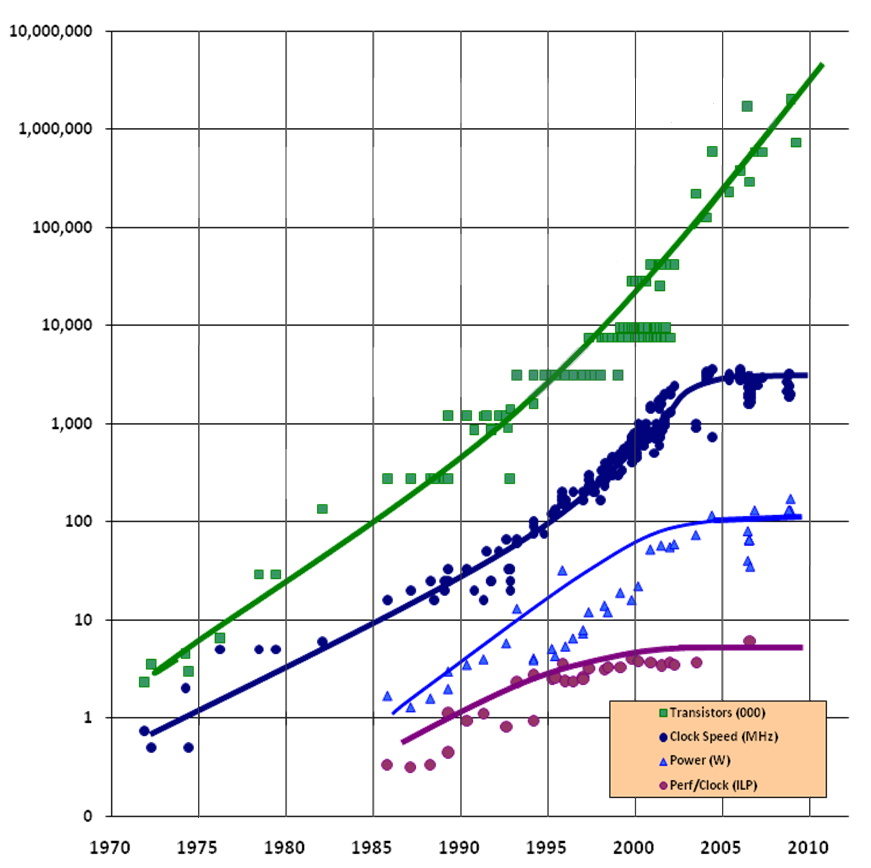 10,000,000
1,000,000
100,000
10,000
1,000
100
10
1
0
1970 1975 1980 1985 1990 1995 2000 2005 2010
Transistors (000)
Clock Speed (MHz)
Power (W)
Perf/Clock (ILP)